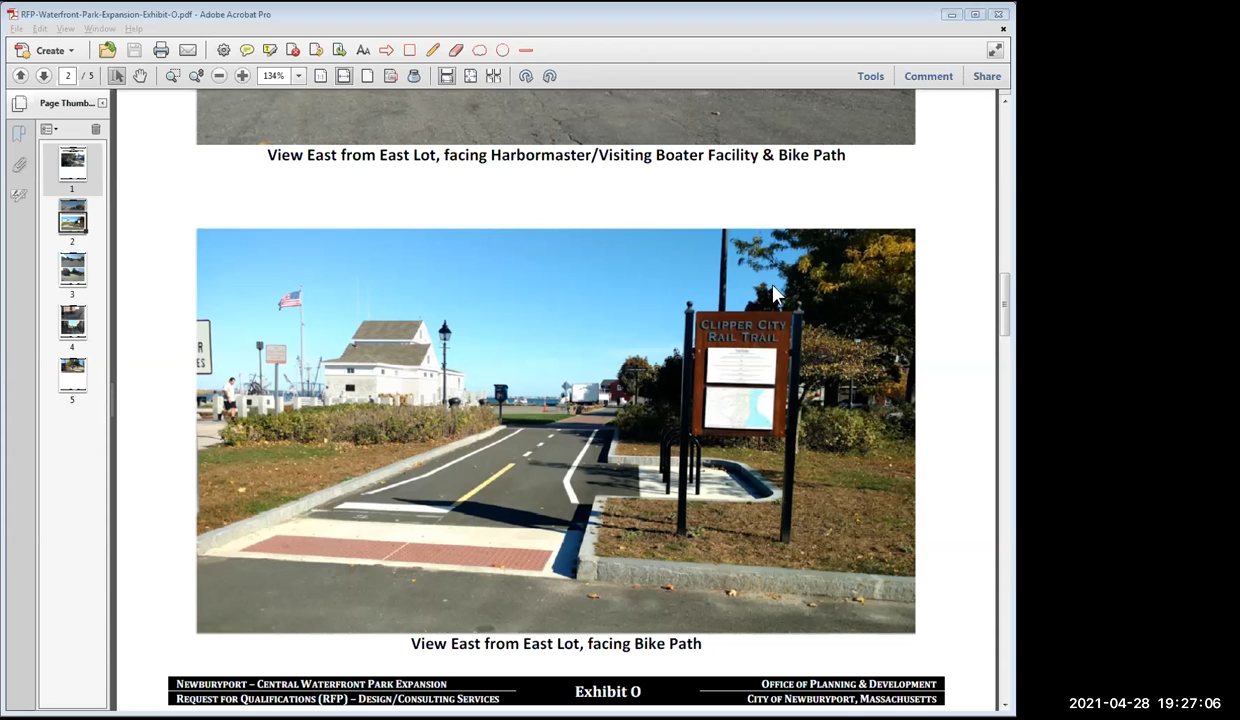 RFP-Waterfront-Park-Expansion-Exhibit-O.pdf - Adobe Acrobat Pro
File Edit View Window Help
Create
2 / 5
134%
Tools Comment Share
Page Thumb...
1
2
3
4
5
View East from East Lot, facing Harbormaster/Visiting Boater Facility & Bike Path
CLIPPER CITY
RAIL TRAIL
View East from East Lot, facing Bike Path
NEWBURYPORT – CENTRAL WATERFRONT PARK EXPANSION
REQUEST FOR QUALIFICATIONS (RFP) – DESIGN/CONSULTING SERVICES
Exhibit O
OFFICE OF PLANNING & DEVELOPMENT
CITY OF NEWBURYPORT, MASSACHUSETTS
2021-04-28 19:27:06